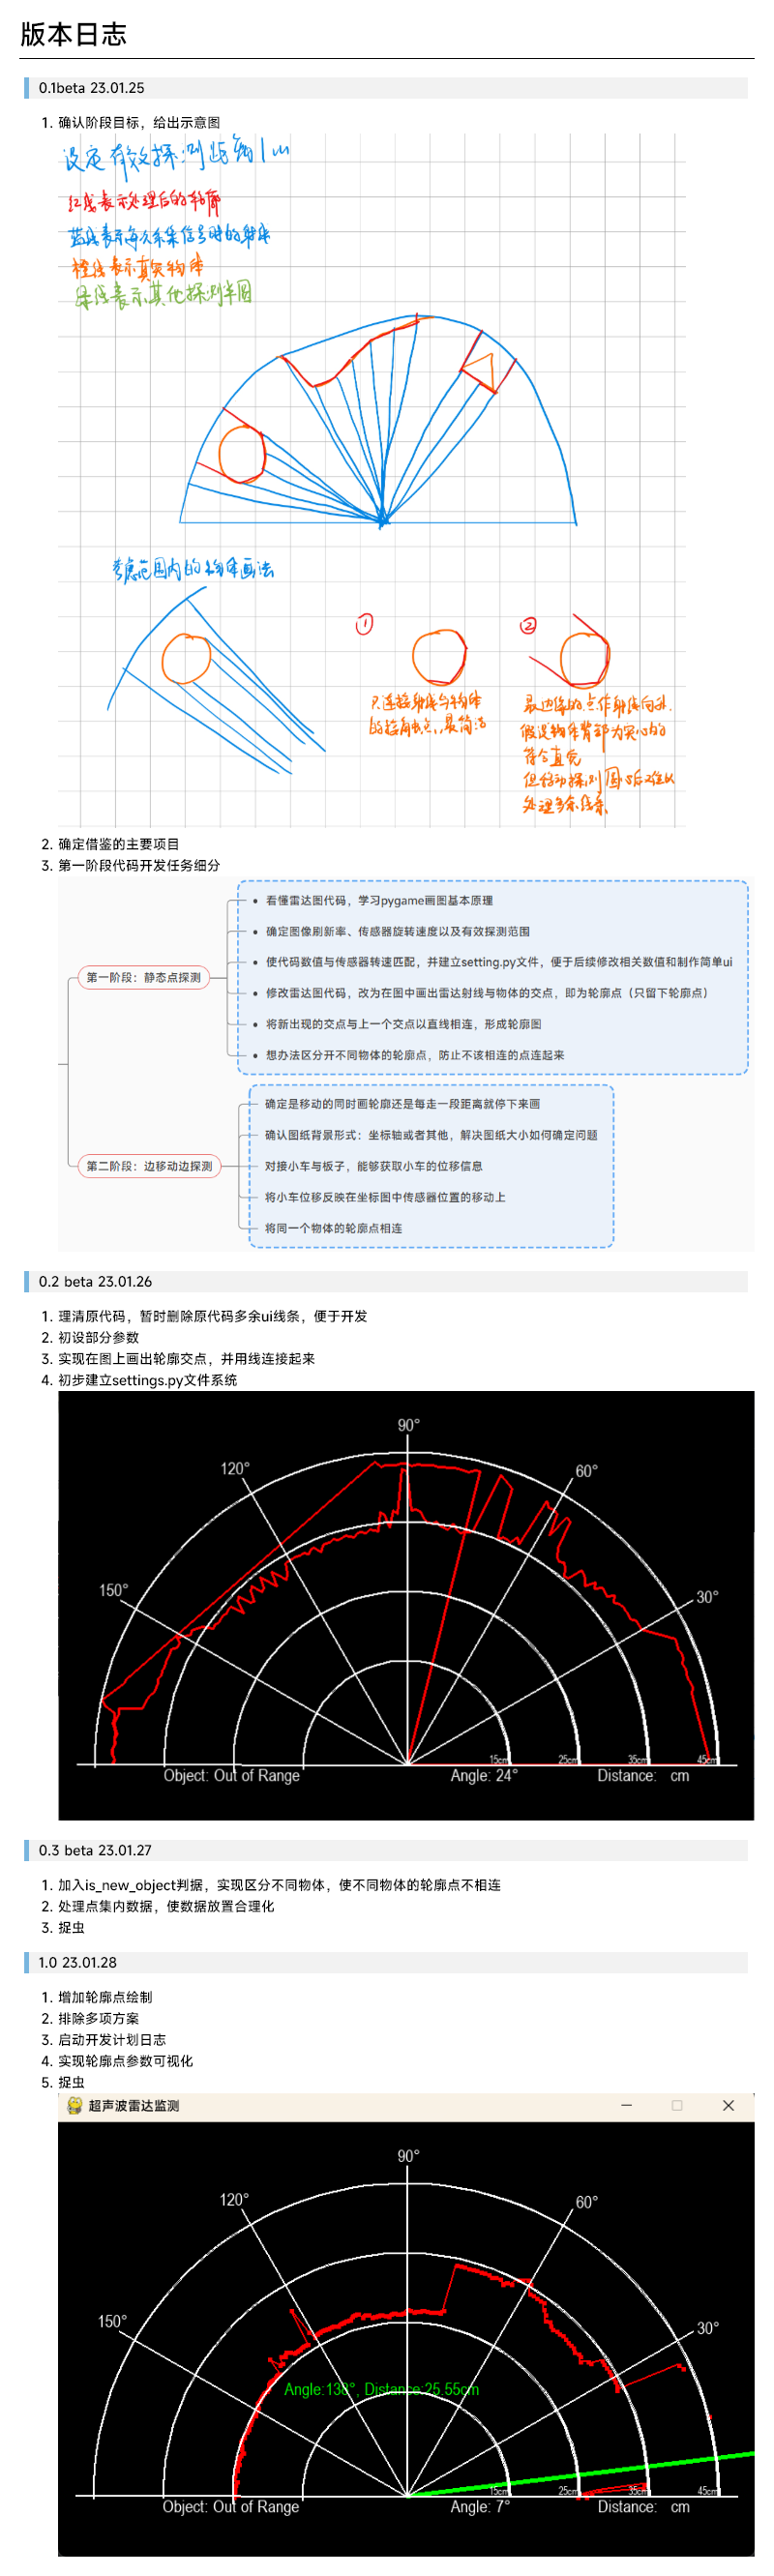 版本日志
0.1beta 23.01.25
1. 确认阶段目标，给出示意图
设定有效探测距离1m
红线表示处理后的轮廓
蓝线表示每次采集信号时的射线
橙线表示真实物体
绿线表示其他探测半圆
考虑范围内的物体画法
①
②
只连接射线与物体
的接触点，最简洁
最边缘的点作射线向外.
假设物体背部为实心的
符合直觉
但移动探测圆心后难以
处理多余线条
2. 确定借鉴的主要项目
3. 第一阶段代码开发任务细分
第一阶段：静态点探测
• 看懂雷达图代码，学习pygame画图基本原理
• 确定图像刷新率、传感器旋转速度以及有效探测范围
• 使代码数值与传感器转速匹配，并建立setting.py文件，便于后续修改相关数值和制作简单ui
• 修改雷达图代码，改为在图中画出雷达射线与物体的交点，即为轮廓点（只留下轮廓点）
• 将新出现的交点与上一个交点以直线相连，形成轮廓图
• 想办法区分开不同物体的轮廓点，防止不该相连的点连起来
第二阶段：边移动边探测
确定是移动的同时画轮廓还是每走一段距离就停下来画
确认图纸背景形式：坐标轴或者其他，解决图纸大小如何确定问题
对接小车与板子，能够获取小车的位移信息
将小车位移反映在坐标图中传感器位置的移动上
将同一个物体的轮廓点相连
0.2 beta 23.01.26
1. 理清原代码，暂时删除原代码多余ui线条，便于开发
2. 初设部分参数
3. 实现在图上画出轮廓交点，并用线连接起来
4. 初步建立settings.py文件系统
90°
120°
60°
150°
30°
15cm 25cm 35cm 45cm
Object: Out of Range Angle: 24° Distance: cm
0.3 beta 23.01.27
1. 加入is_new_object判据，实现区分不同物体，使不同物体的轮廓点不相连
2. 处理点集内数据，使数据放置合理化
3. 捉虫
1.0 23.01.28
1. 增加轮廓点绘制
2. 排除多项方案
3. 启动开发计划日志
4. 实现轮廓点参数可视化
5. 捉虫
超声波雷达监测
90°
120°
60°
150°
30°
Angle:138°, Distance:25.55cm
15cm 25cm 35cm 45cm
Object: Out of Range Angle: 7° Distance: cm